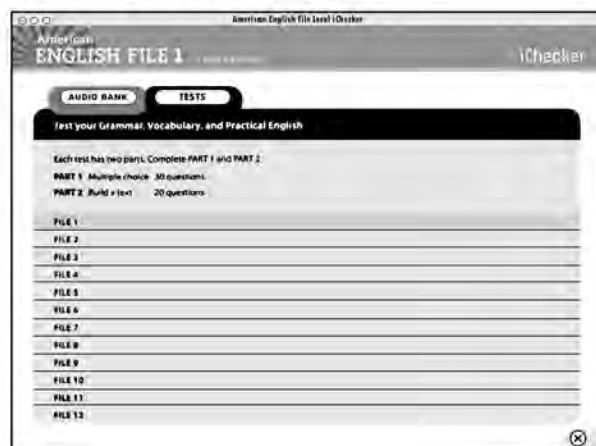 American English File Level 1 iChecker
American
ENGLISH FILE 1
iChecker
AUDIO BANK
TESTS
Test your Grammar, Vocabulary, and Practical English
Each test has two parts. Complete PART 1 and PART 2
PART 1 Multiple choice 30 questions
PART 2 Build a text 20 questions
FILE 1
FILE 2
FILE 3
FILE 4
FILE 5
FILE 6
FILE 7
FILE 8
FILE 9
FILE 10
FILE 11
FILE 12